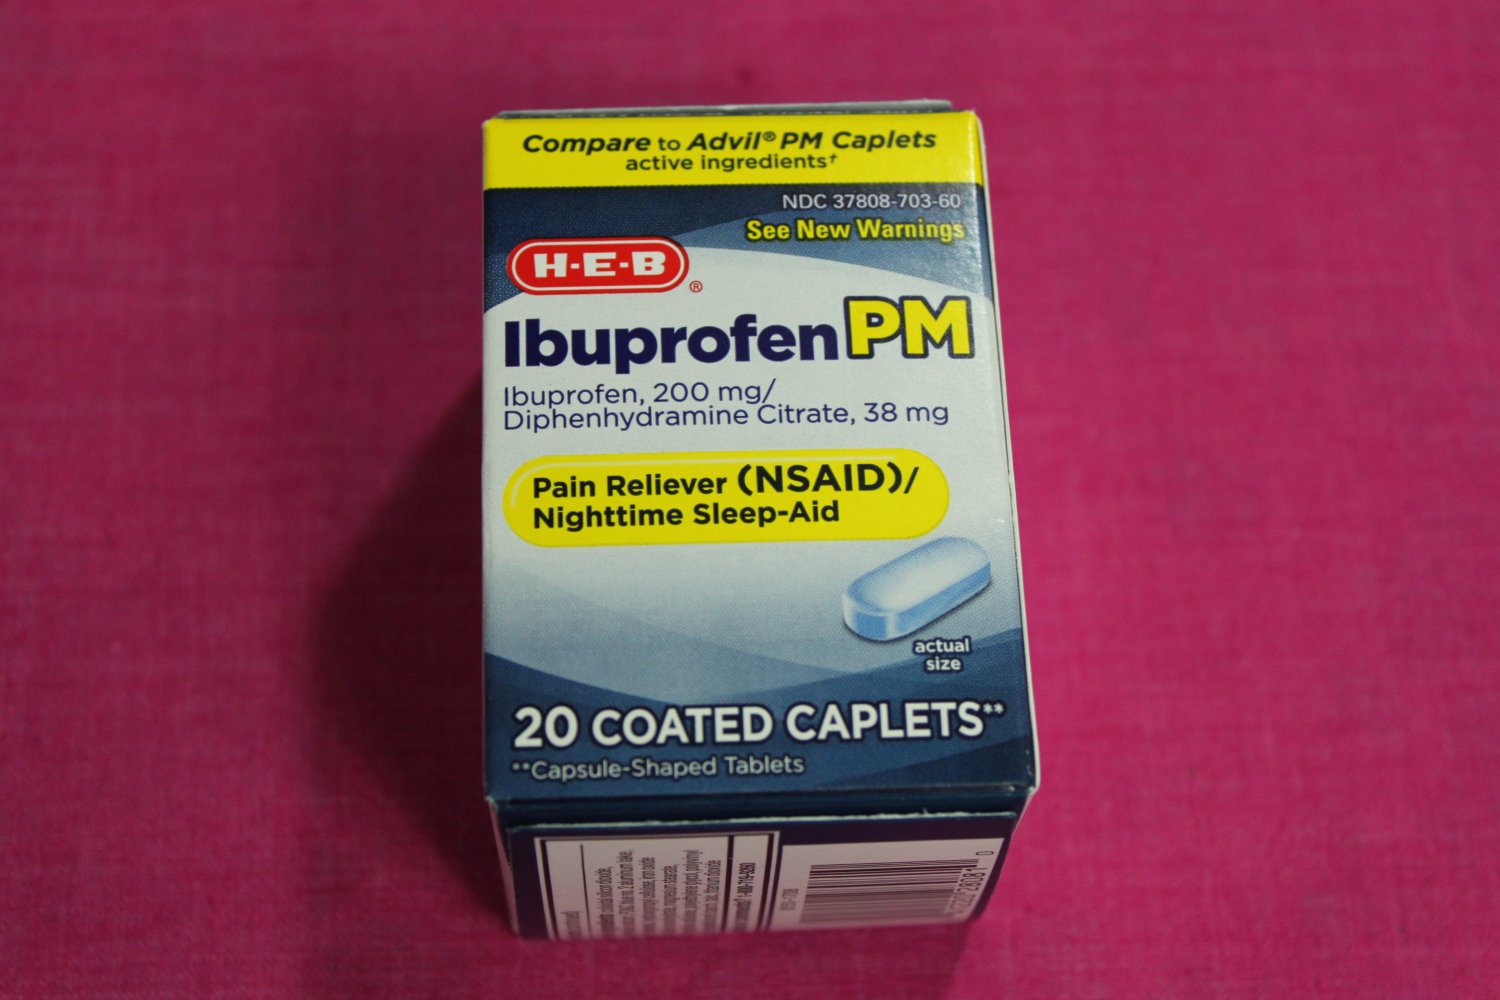 Compare to Advil® PM Caplets
active ingredients†
NDC 37808-703-60
See New Warnings
H-E-B®
Ibuprofen PM
Ibuprofen, 200 mg/
Diphenhydramine Citrate, 38 mg
Pain Reliever (NSAID)/
Nighttime Sleep-Aid
actual
size
20 COATED CAPLETS**
**Capsule-Shaped Tablets